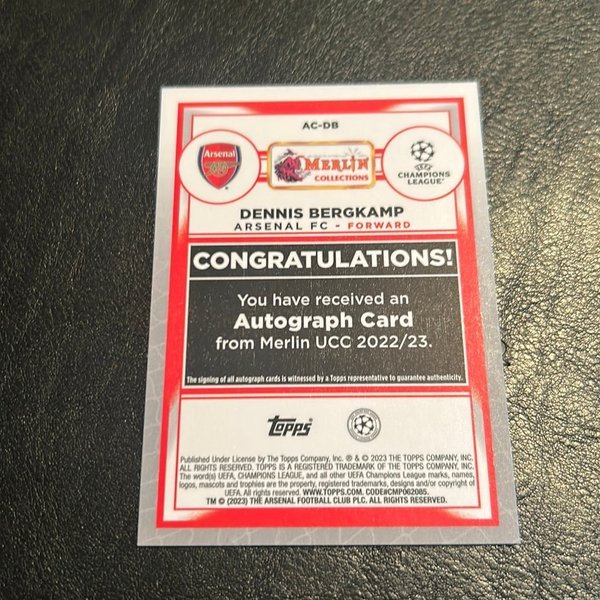 AC-DB
Arsenal
MERLIN
COLLECTIONS
UEFA
CHAMPIONS
LEAGUE
DENNIS BERGKAMP
ARSENAL FC - FORWARD
CONGRATULATIONS!
You have received an
Autograph Card
from Merlin UCC 2022/23.
The signing of all autograph cards is witnessed by a Topps representative to guarantee authenticity.
Topps
Published Under License by The Topps Company, Inc. ® & © 2023 THE TOPPS COMPANY, INC.
ALL RIGHTS RESERVED. TOPPS IS A REGISTERED TRADEMARK OF THE TOPPS COMPANY, INC.
The word(s) UEFA, CHAMPIONS LEAGUE, and all other UEFA Champions League marks, names,
logos, mascots and trophies are the property, registered trademarks, designs and/or copyright of
UEFA. All rights reserved. WWW.TOPPS.COM. CODE#CMP062085.
TM © (2023) THE ARSENAL FOOTBALL CLUB PLC. ALL RIGHTS RESERVED.